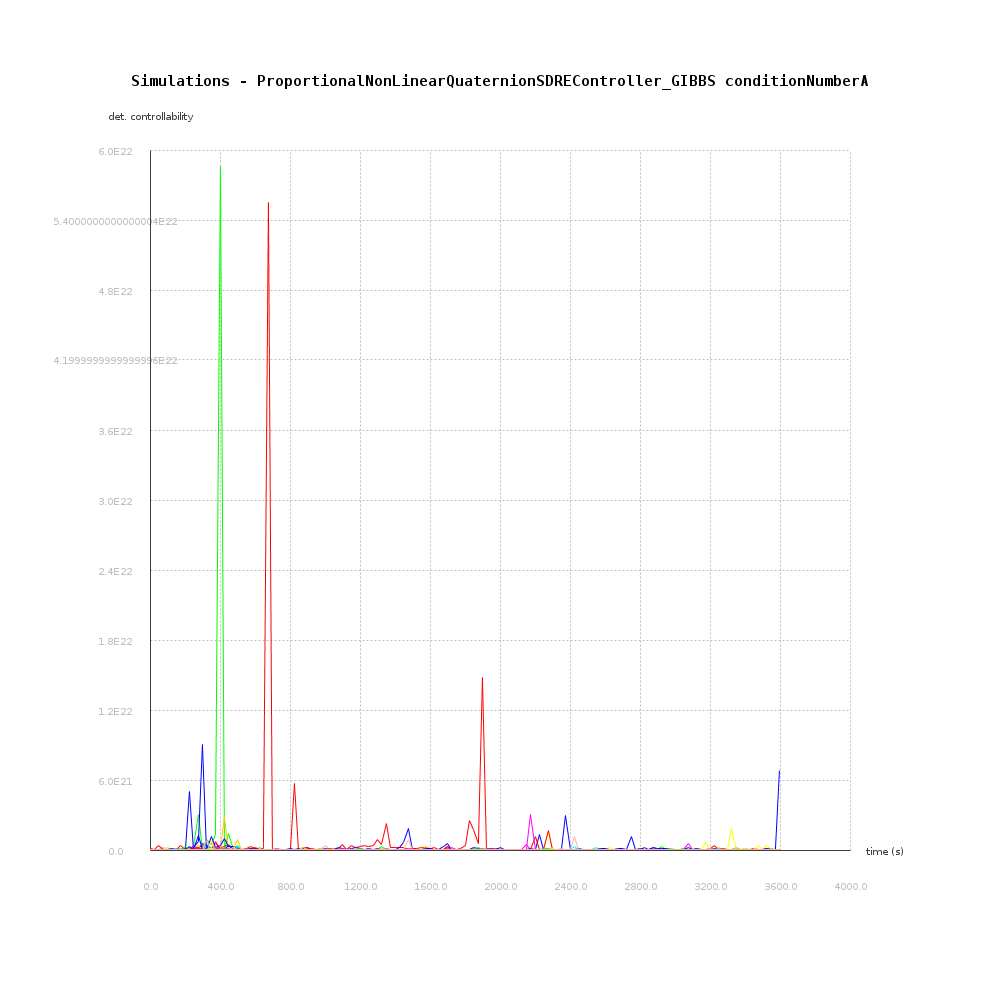 Simulations - ProportionalNonLinearQuaternionSDREController_GIBBS conditionNumberA
det. controllability
6.0E22
5.4000000000000004E22
4.8E22
4.1999999999999996E22
3.6E22
3.0E22
2.4E22
1.8E22
1.2E22
6.0E21
0.0
time (s)
0.0 400.0 800.0 1200.0 1600.0 2000.0 2400.0 2800.0 3200.0 3600.0 4000.0